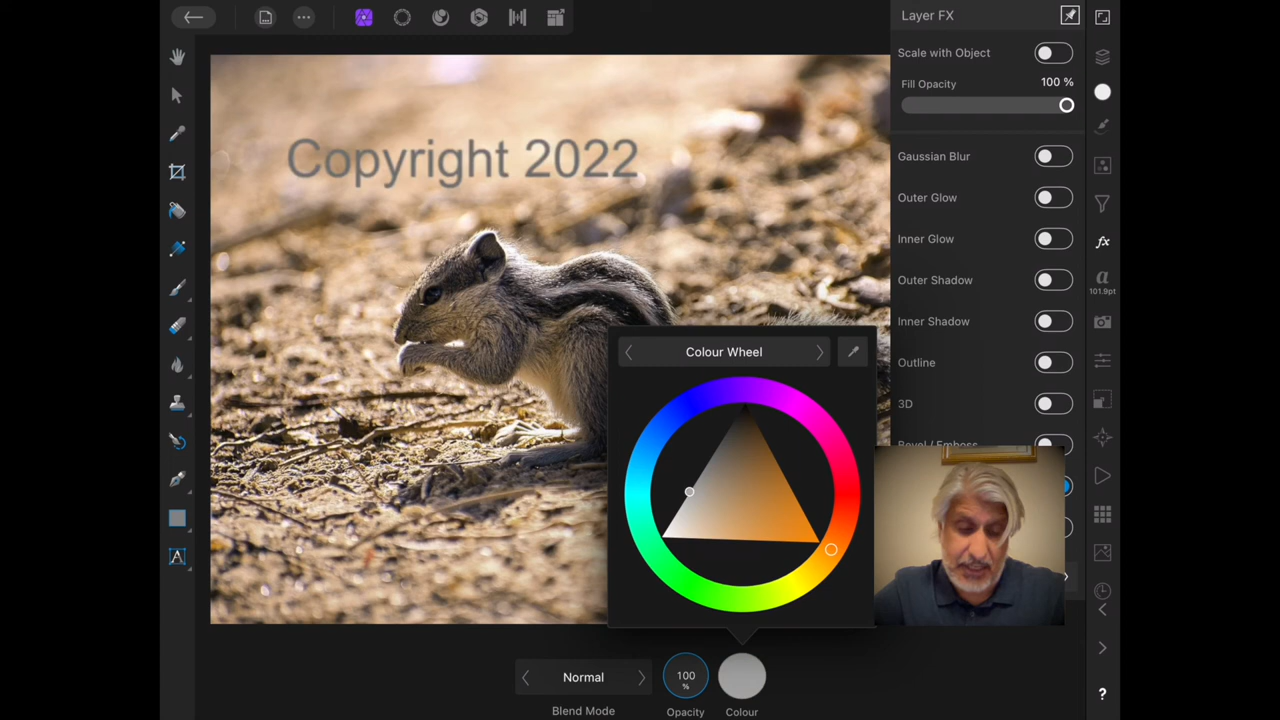 Layer FX
Scale with Object
Fill Opacity
100 %
Copyright 2022
Gaussian Blur
Outer Glow
Inner Glow
Outer Shadow
Inner Shadow
Outline
3D
Bevel / Emboss
fx
a
101.9pt
Colour Wheel
A
Normal
100
%
Blend Mode
Opacity
Colour
?